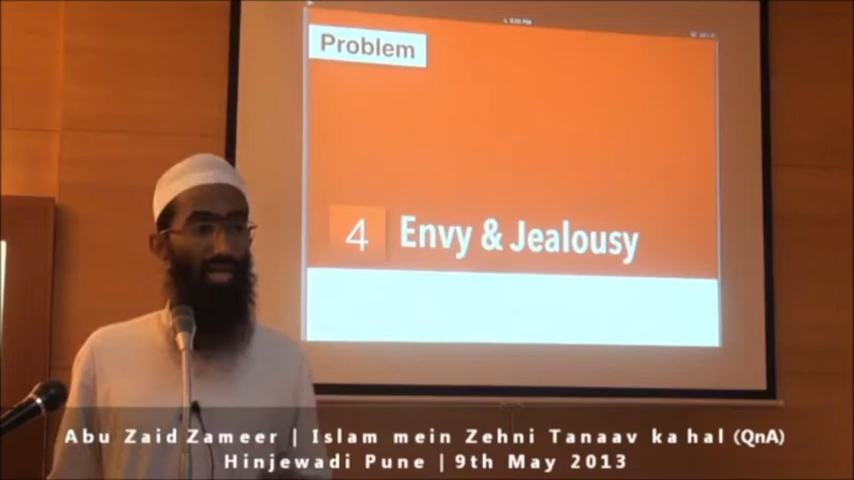 Problem
4 Envy & Jealousy
Abu Zaid Zameer | Islam mein Zehni Tanaav ka hal (QnA)
Hinjewadi Pune | 9th May 2013